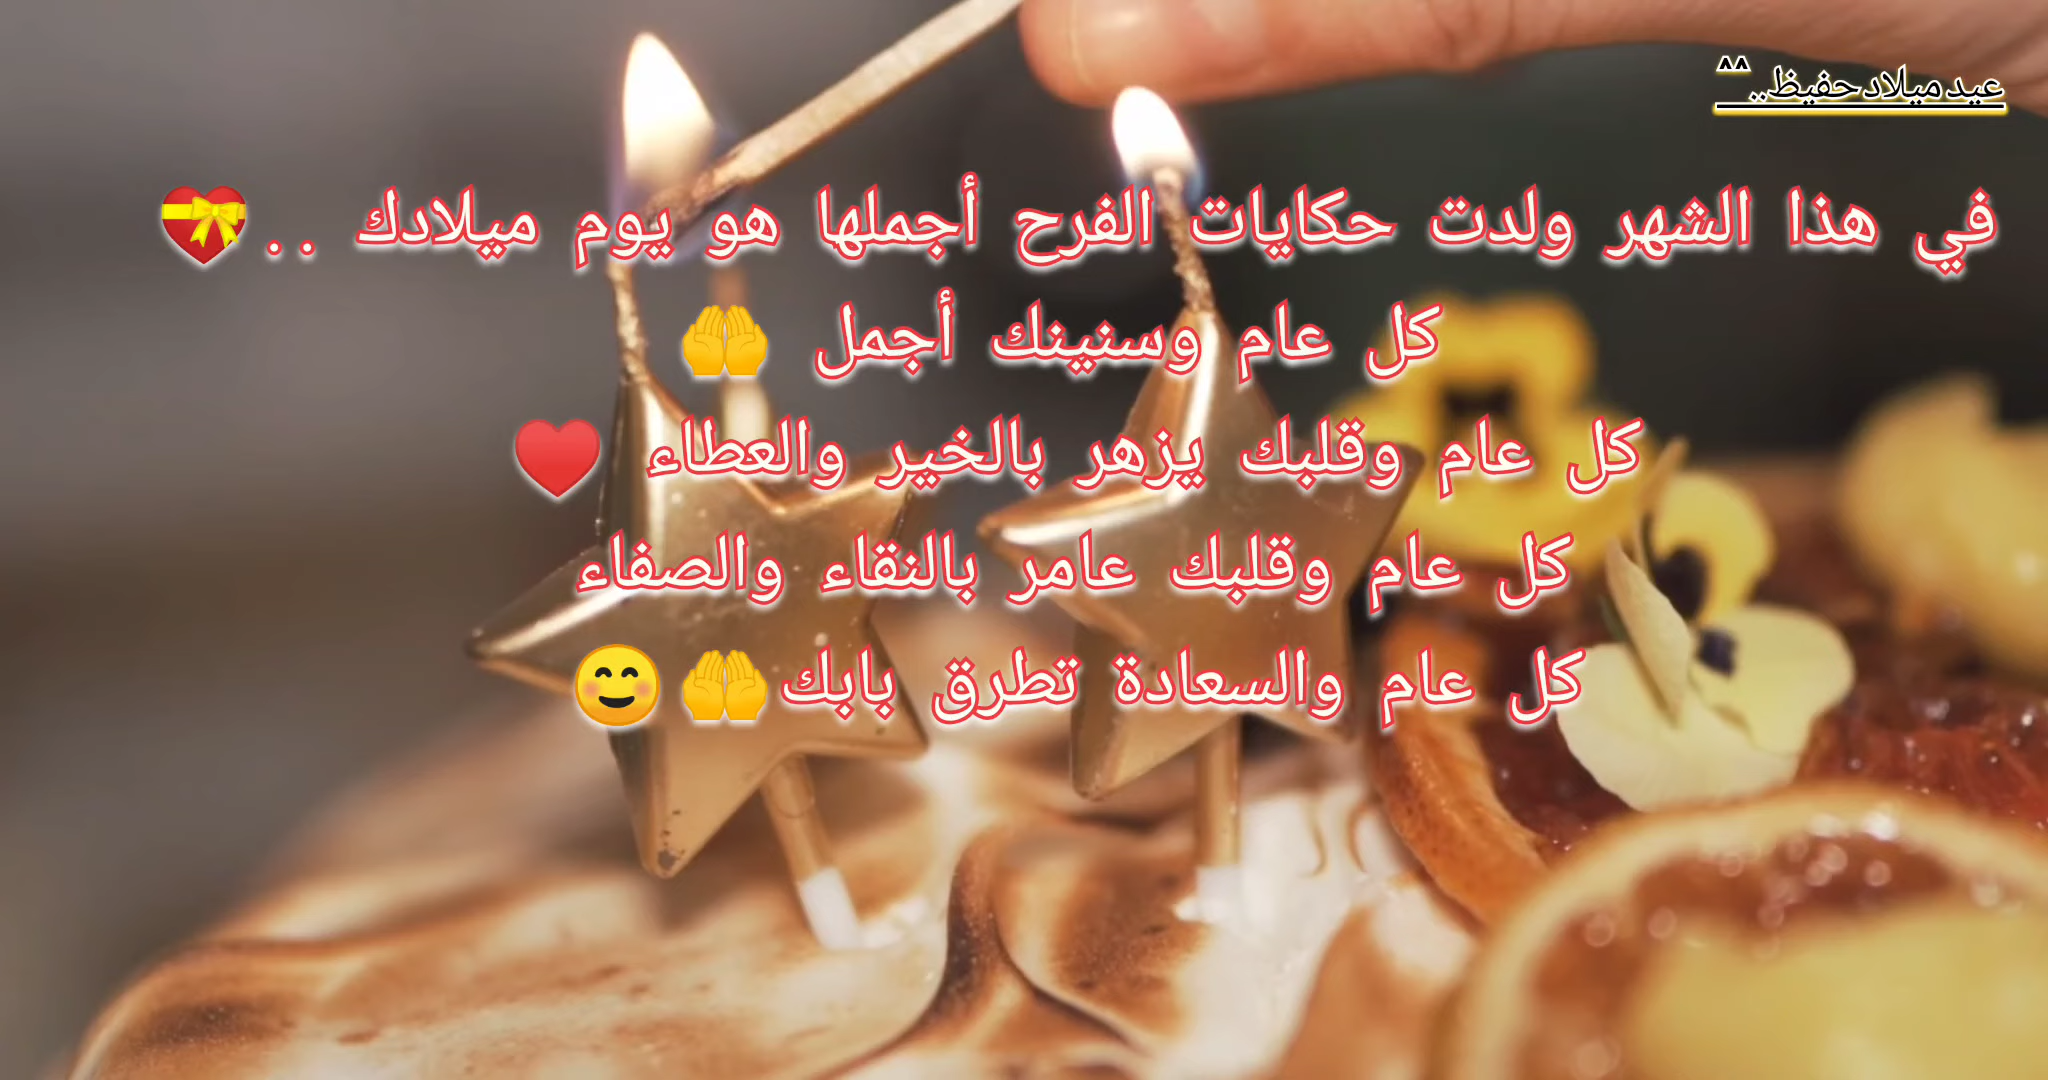 عيد ميلاد حفيظ..^^
في هذا الشهر ولدت حكايات الفرح أجملها هو يوم ميلادك .. 💝
كل عام وسنينك أجمل 🤲
كل عام وقلبك يزهر بالخير والعطاء ♥️
كل عام وقلبك عامر بالنقاء والصفاء
كل عام والسعادة تطرق بابك🤲😊